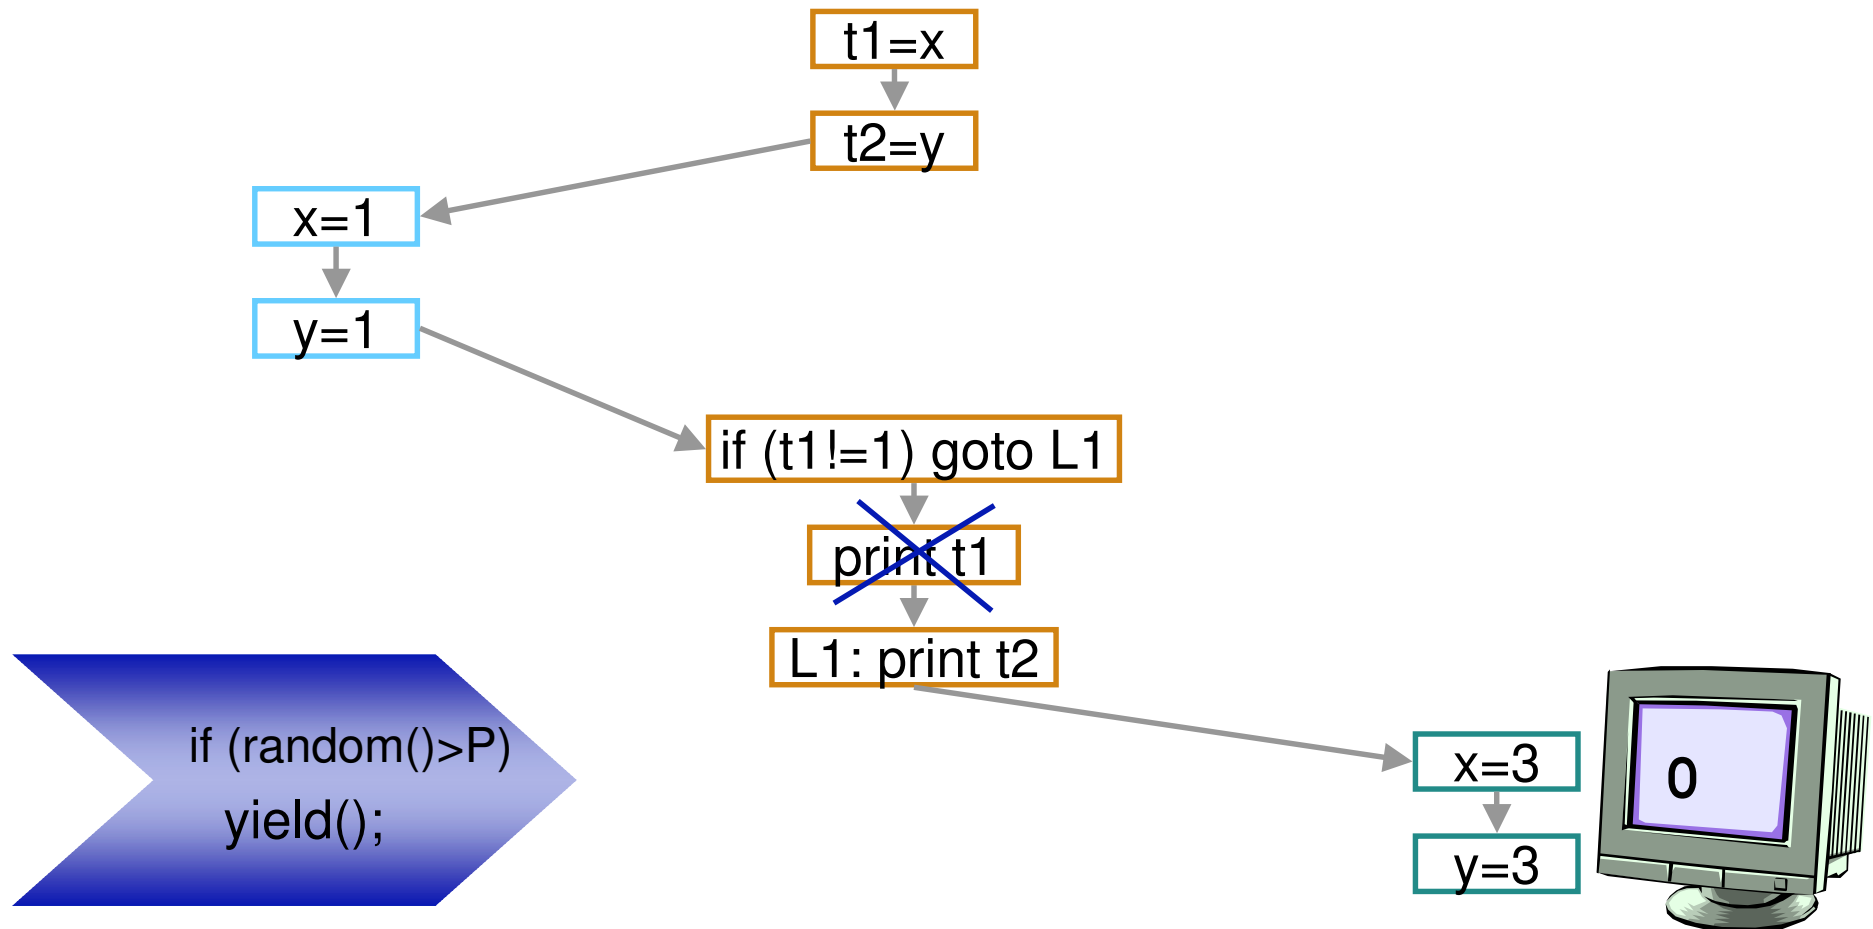 t1=x
t2=y
x=1
y=1
if (t1!=1) goto L1
print t1
L1: print t2
if (random()>P)
yield();
x=3
0
y=3